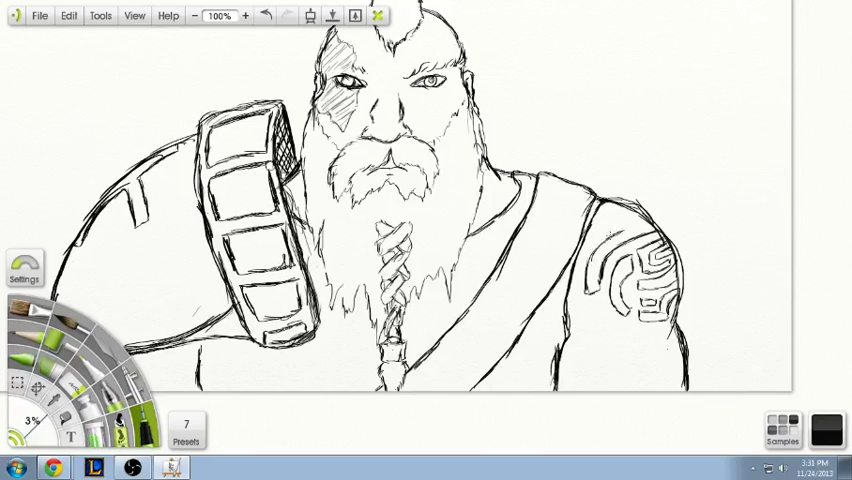 File Edit Tools View Help − 100% +
Settings
3%
T
7
Presets
Samples
L
3:31 PM
11/24/2013